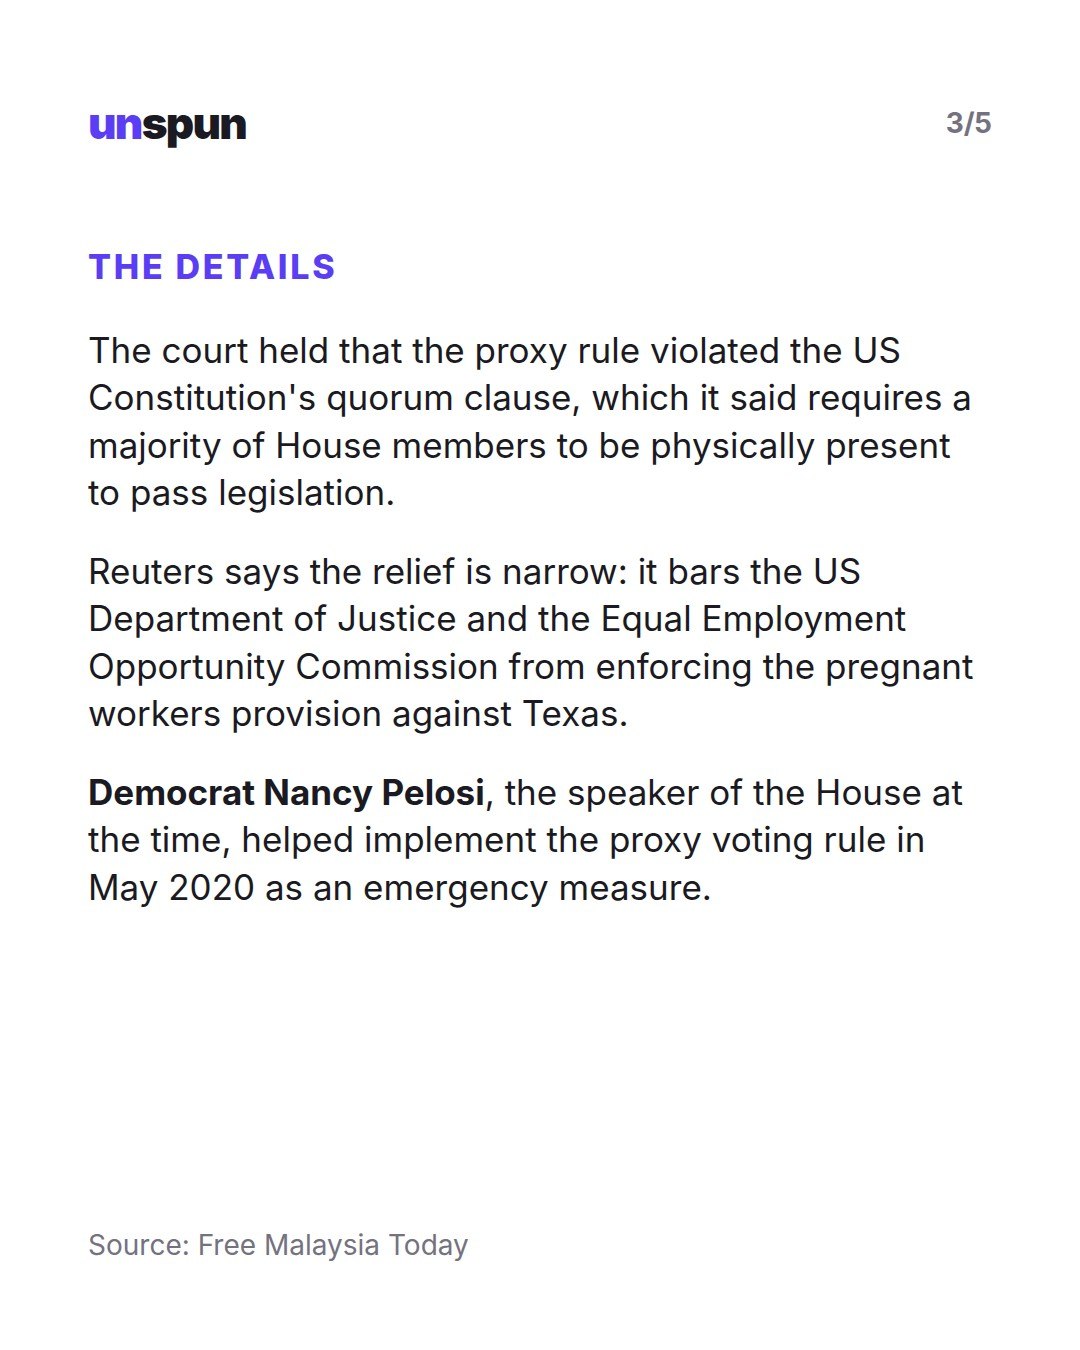 unspun
3/5
THE DETAILS
The court held that the proxy rule violated the US
Constitution's quorum clause, which it said requires a
majority of House members to be physically present
to pass legislation.
Reuters says the relief is narrow: it bars the US
Department of Justice and the Equal Employment
Opportunity Commission from enforcing the pregnant
workers provision against Texas.
Democrat Nancy Pelosi, the speaker of the House at
the time, helped implement the proxy voting rule in
May 2020 as an emergency measure.
Source: Free Malaysia Today